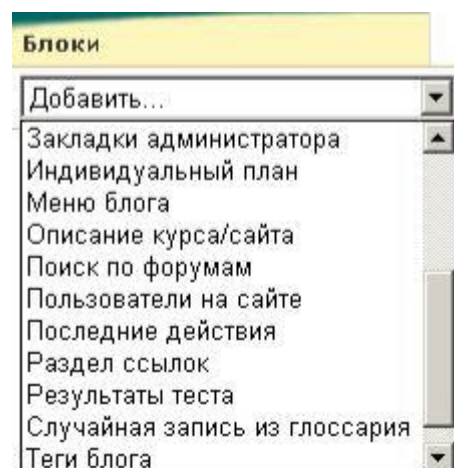 Блоки
Добавить...
Закладки администратора
Индивидуальный план
Меню блога
Описание курса/сайта
Поиск по форумам
Пользователи на сайте
Последние действия
Раздел ссылок
Результаты теста
Случайная запись из глоссария
Теги блога